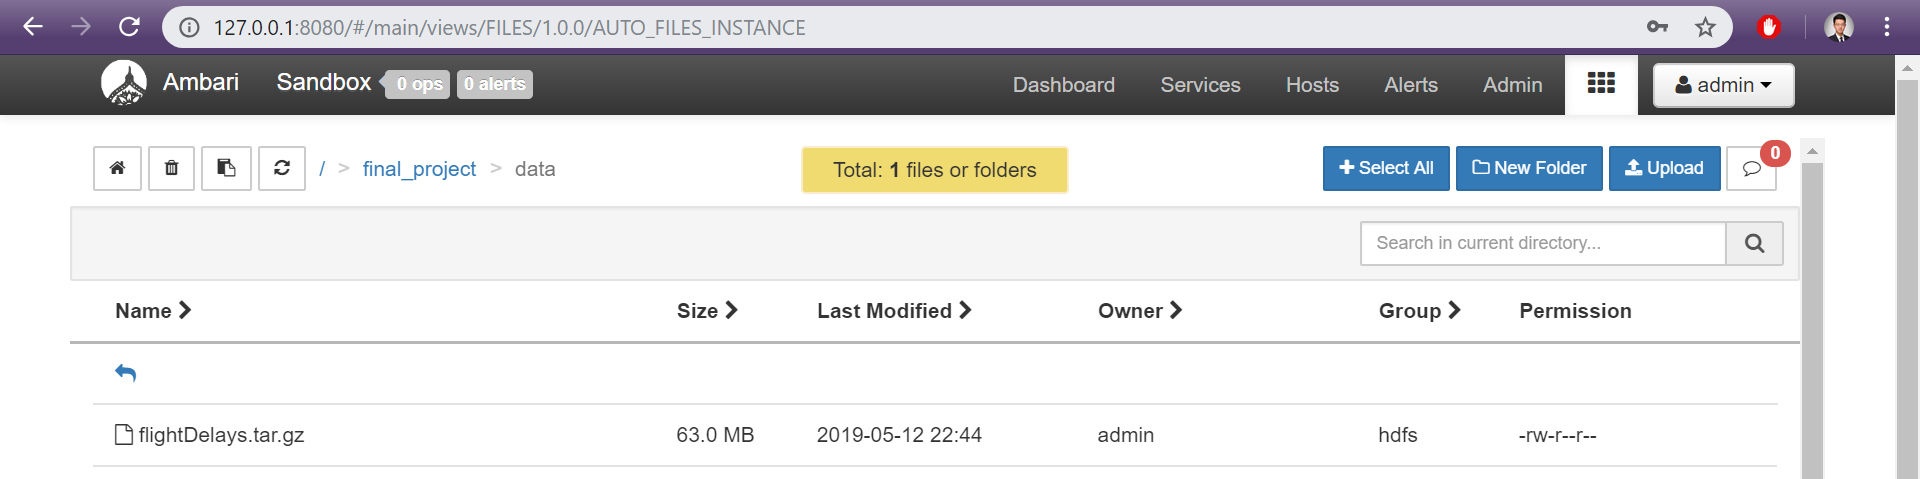 127.0.0.1:8080/#/main/views/FILES/1.0.0/AUTO_FILES_INSTANCE
Ambari Sandbox 0 ops 0 alerts Dashboard Services Hosts Alerts Admin admin
/ > final_project > data Total: 1 files or folders Select All New Folder Upload 0
Search in current directory...
Name Size Last Modified Owner Group Permission
flightDelays.tar.gz 63.0 MB 2019-05-12 22:44 admin hdfs -rw-r--r--